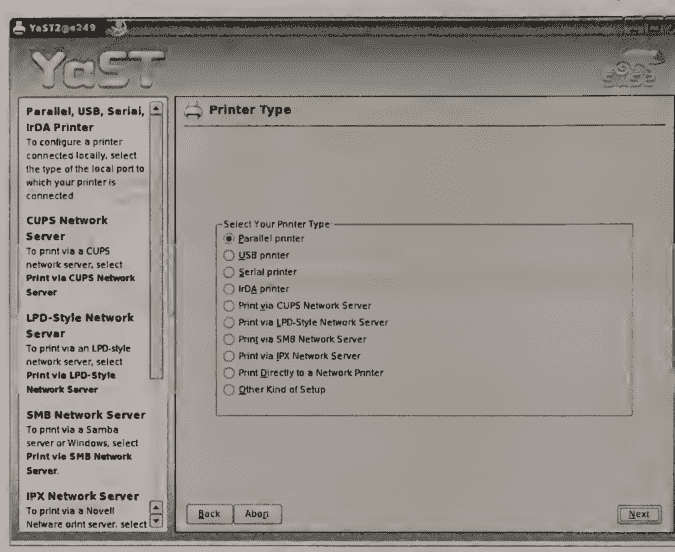 YaST2@e249
YaST
SuSE
Parallel, USB, Serial,
IrDA Printer
To configure a printer
connected locally, select
the type of the local port to
which your printer is
connected
CUPS Network
Server
To print via a CUPS
network server, select
Print via CUPS Network
Server
LPD-Style Network
Server
To print via an LPD-style
network server, select
Print via LPD-Style
Network Server
SMB Network Server
To print via a Samba
server or Windows, select
Print via SMB Network
Server.
IPX Network Server
To print via a Novell
Netware print server, select
Printer Type
Select Your Printer Type
Parallel printer
USB printer
Serial printer
IrDA printer
Print via CUPS Network Server
Print via LPD-Style Network Server
Print via SMB Network Server
Print via IPX Network Server
Print Directly to a Network Printer
Other Kind of Setup
Back
Abort
Next